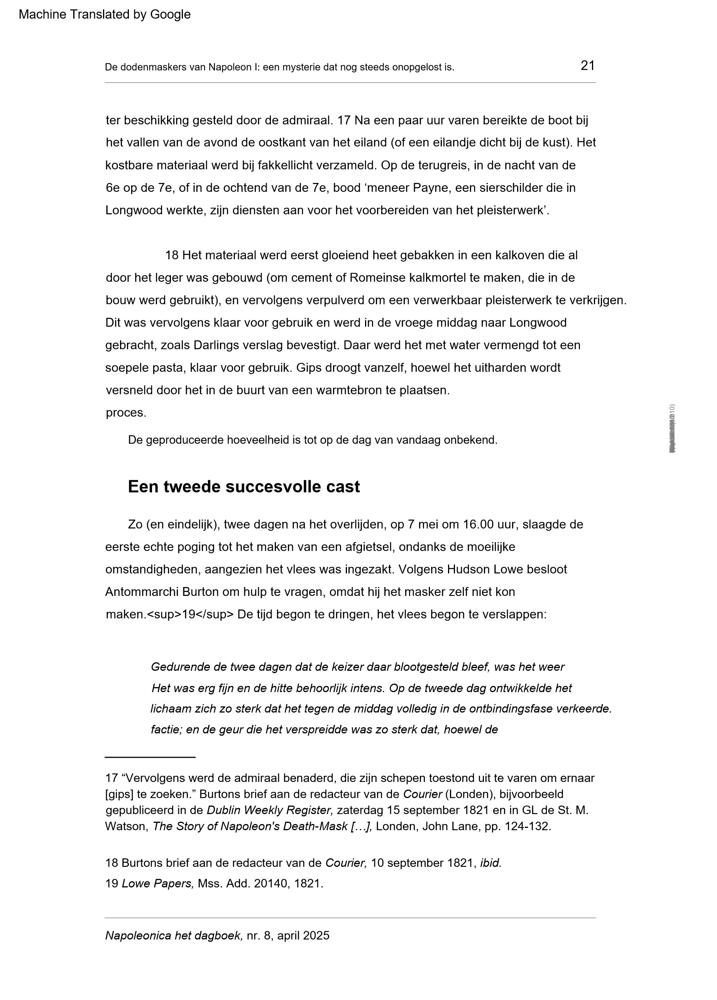 Machine Translated by Google
De dodenmaskers van Napoleon I: een mysterie dat nog steeds onopgelost is. 21
ter beschikking gesteld door de admiraal. 17 Na een paar uur varen bereikte de boot bij
het vallen van de avond de oostkant van het eiland (of een eilandje dicht bij de kust). Het
kostbare materiaal werd bij fakkellicht verzameld. Op de terugreis, in de nacht van de
6e op de 7e, of in de ochtend van de 7e, bood ‘meneer Payne, een sierschilder die in
Longwood werkte, zijn diensten aan voor het voorbereiden van het pleisterwerk’.
18 Het materiaal werd eerst gloeiend heet gebakken in een kalkoven die al
door het leger was gebouwd (om cement of Romeinse kalkmortel te maken, die in de
bouw werd gebruikt), en vervolgens verpulverd om een verwerkbaar pleisterwerk te verkrijgen.
Dit was vervolgens klaar voor gebruik en werd in de vroege middag naar Longwood
gebracht, zoals Darlings verslag bevestigt. Daar werd het met water vermengd tot een
soepele pasta, klaar voor gebruik. Gips droogt vanzelf, hoewel het uitharden wordt
versneld door het in de buurt van een warmtebron te plaatsen.
proces.
De geproduceerde hoeveelheid is tot op de dag van vandaag onbekend.
Een tweede succesvolle cast
Zo (en eindelijk), twee dagen na het overlijden, op 7 mei om 16.00 uur, slaagde de
eerste echte poging tot het maken van een afgietsel, ondanks de moeilijke
omstandigheden, aangezien het vlees was ingezakt. Volgens Hudson Lowe besloot
Antommarchi Burton om hulp te vragen, omdat hij het masker zelf niet kon
maken.<sup>19</sup> De tijd begon te dringen, het vlees begon te verslappen:
Gedurende de twee dagen dat de keizer daar blootgesteld bleef, was het weer
Het was erg fijn en de hitte behoorlijk intens. Op de tweede dag ontwikkelde het
lichaam zich zo sterk dat het tegen de middag volledig in de ontbindingsfase verkeerde.
factie; en de geur die het verspreidde was zo sterk dat, hoewel de
17 “Vervolgens werd de admiraal benaderd, die zijn schepen toestond uit te varen om ernaar
[gips] te zoeken.” Burtons brief aan de redacteur van de Courier (Londen), bijvoorbeeld
gepubliceerd in de Dublin Weekly Register, zaterdag 15 september 1821 en in GL de St. M.
Watson, The Story of Napoleon's Death-Mask […], Londen, John Lane, pp. 124-132.
18 Burtons brief aan de redacteur van de Courier, 10 september 1821, ibid.
19 Lowe Papers, Mss. Add. 20140, 1821.
Napoleonica het dagboek, nr. 8, april 2025